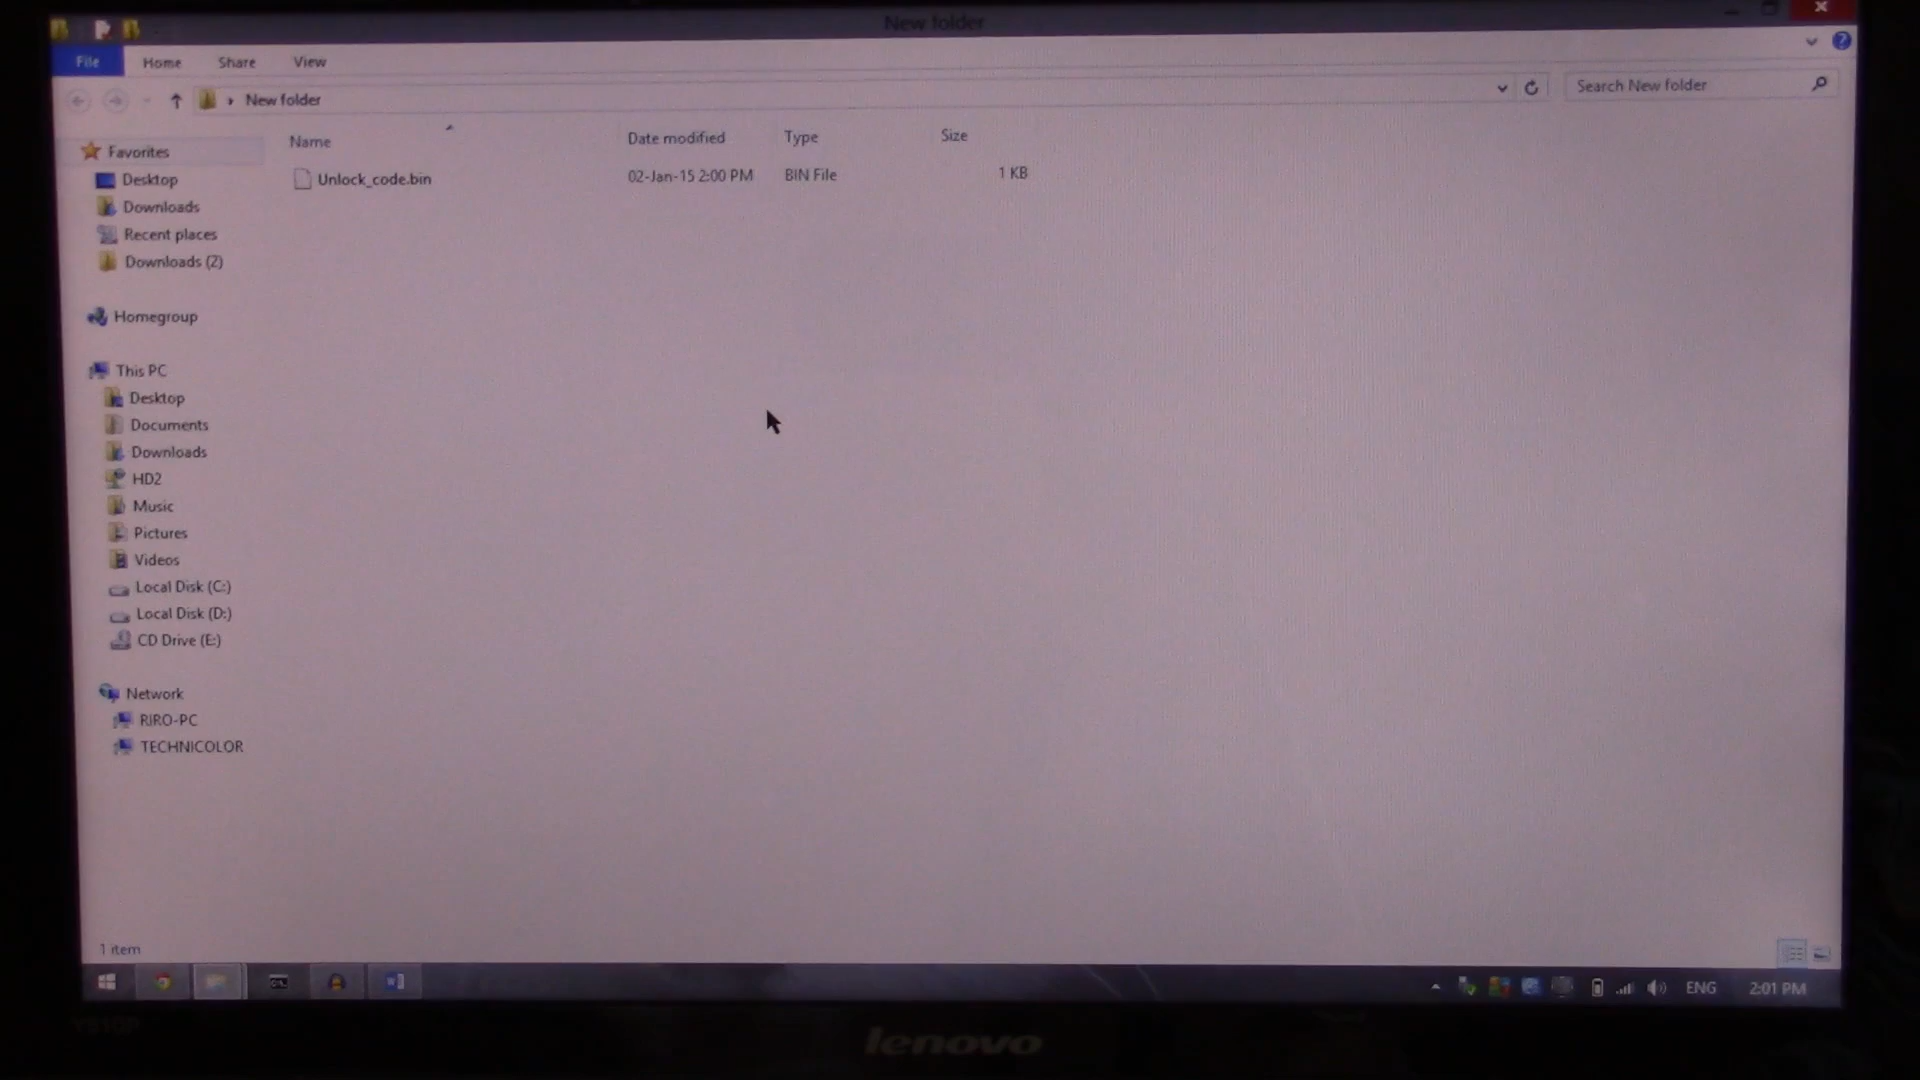 New folder
File Home Share View
New folder
Search New folder
Name Date modified Type Size
Unlock_code.bin 02-Jan-15 2:00 PM BIN File 1 KB
Favorites
Desktop
Downloads
Recent places
Downloads (2)
Homegroup
This PC
Desktop
Documents
Downloads
HD2
Music
Pictures
Videos
Local Disk (C:)
Local Disk (D:)
CD Drive (E:)
Network
RIRO-PC
TECHNICOLOR
1 item
ENG 2:01 PM
lenovo